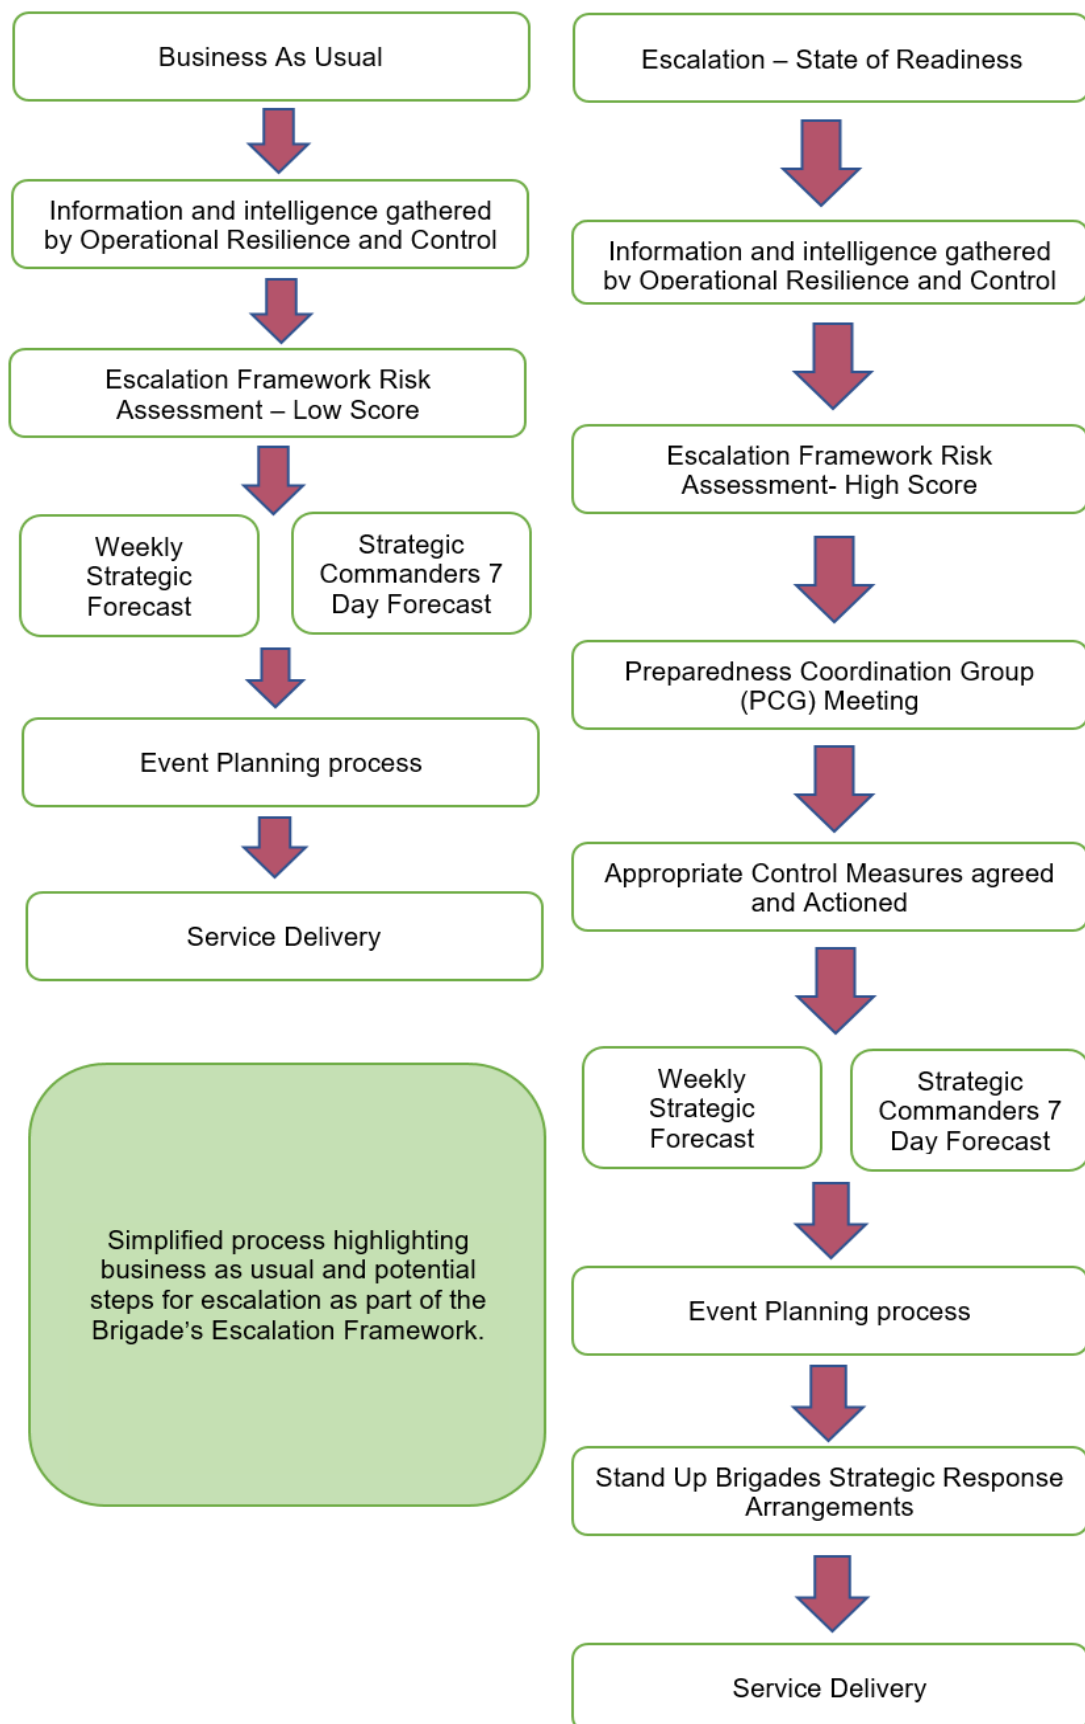 Business As Usual
Information and intelligence gathered
by Operational Resilience and Control
Escalation Framework Risk
Assessment – Low Score
Weekly
Strategic
Forecast
Strategic
Commanders 7
Day Forecast
Event Planning process
Service Delivery
Simplified process highlighting
business as usual and potential
steps for escalation as part of the
Brigade’s Escalation Framework.
Escalation – State of Readiness
Information and intelligence gathered
by Operational Resilience and Control
Escalation Framework Risk
Assessment- High Score
Preparedness Coordination Group
(PCG) Meeting
Appropriate Control Measures agreed
and Actioned
Weekly
Strategic
Forecast
Strategic
Commanders 7
Day Forecast
Event Planning process
Stand Up Brigades Strategic Response
Arrangements
Service Delivery